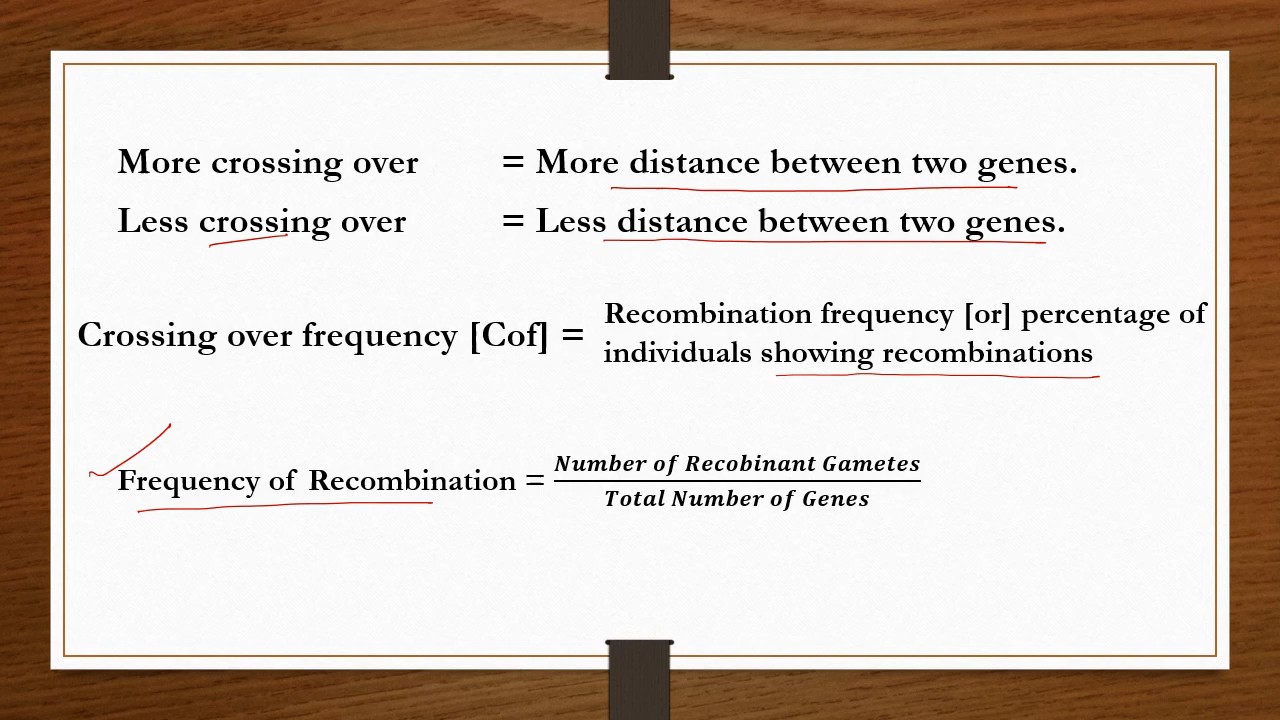 More crossing over = More distance between two genes.
Less crossing over = Less distance between two genes.
Crossing over frequency [Cof] = Recombination frequency [or] percentage of
individuals showing recombinations
Frequency of Recombination = Number of Recobinant Gametes
Total Number of Genes